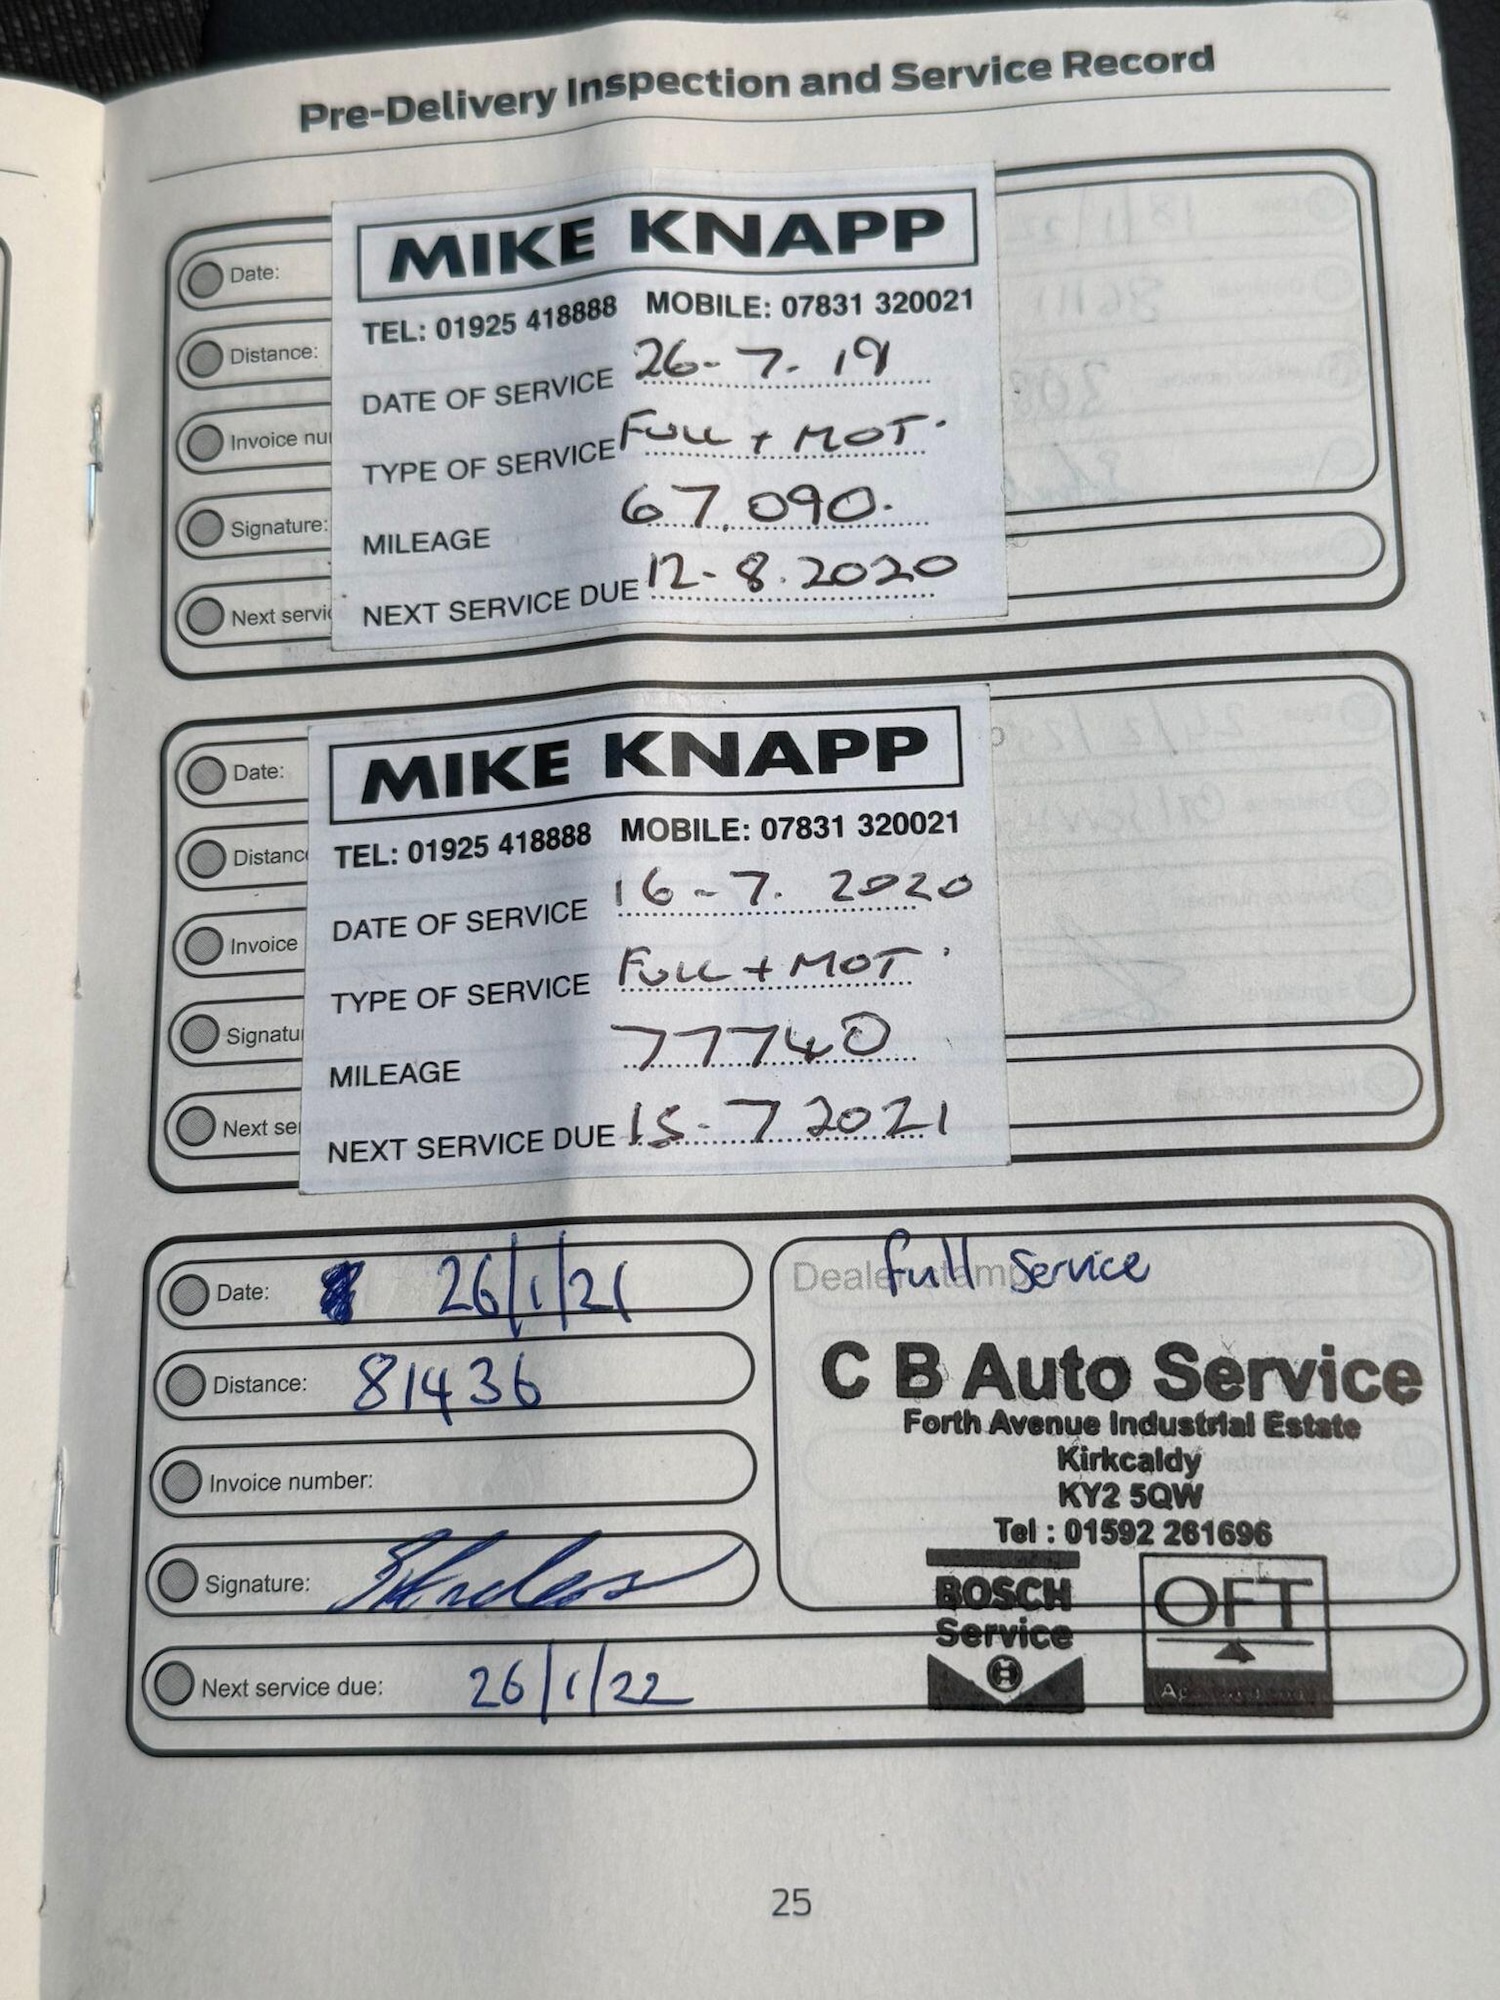 Pre-Delivery Inspection and Service Record
Date:
Distance:
Invoice nu
Signature:
Next servi
MIKE KNAPP
TEL: 01925 418888 MOBILE: 07831 320021
DATE OF SERVICE 26-7.19
TYPE OF SERVICE FULL + MOT.
MILEAGE 67,090.
NEXT SERVICE DUE 12-8.2020
Date:
Distanc
Invoice
Signatu
Next se
MIKE KNAPP
TEL: 01925 418888 MOBILE: 07831 320021
DATE OF SERVICE 16-7.2020
TYPE OF SERVICE FULL + MOT
MILEAGE 77740
NEXT SERVICE DUE 15-7 2021
Date: 26/1/21
Distance: 81436
Invoice number:
Signature:
Next service due: 26/1/22
Dealer stamp
Full Service
C B Auto Service
Forth Avenue Industrial Estate
Kirkcaldy
KY2 5QW
Tel : 01592 261696
BOSCH
Service
OFT
25